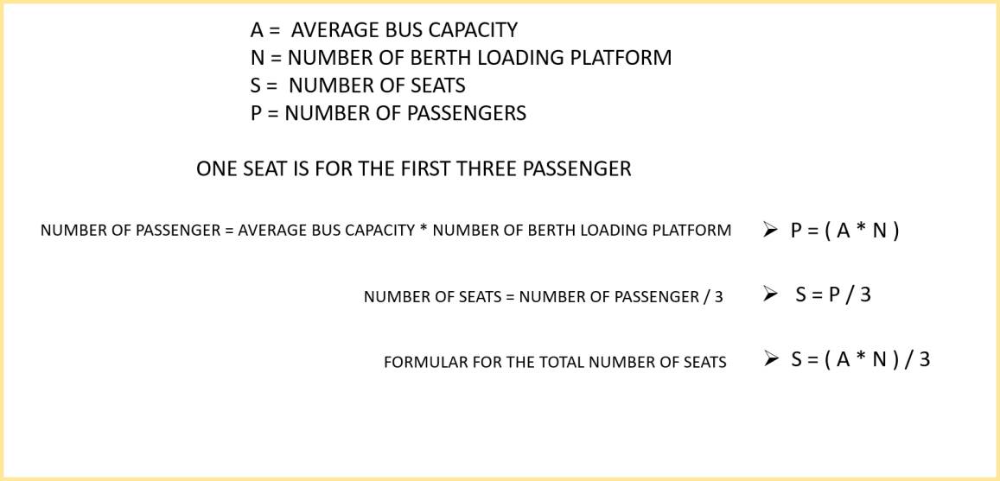 A =  AVERAGE BUS CAPACITY
N = NUMBER OF BERTH LOADING PLATFORM
S =  NUMBER OF SEATS
P = NUMBER OF PASSENGERS
ONE SEAT IS FOR THE FIRST THREE PASSENGER
NUMBER OF PASSENGER = AVERAGE BUS CAPACITY * NUMBER OF BERTH LOADING PLATFORM ➢ P = ( A * N )
NUMBER OF SEATS = NUMBER OF PASSENGER / 3 ➢ S = P / 3
FORMULAR FOR THE TOTAL NUMBER OF SEATS ➢ S = ( A * N ) / 3